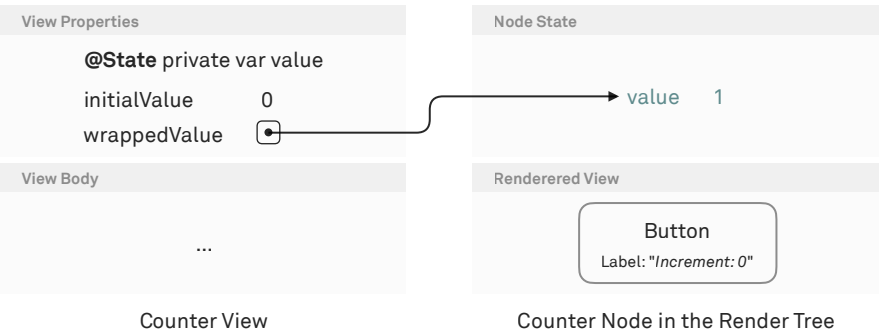 View Properties
@State private var value
initialValue 0
wrappedValue
View Body
...
Counter View
Node State
value 1
Renderered View
Button
Label: "Increment: 0"
Counter Node in the Render Tree